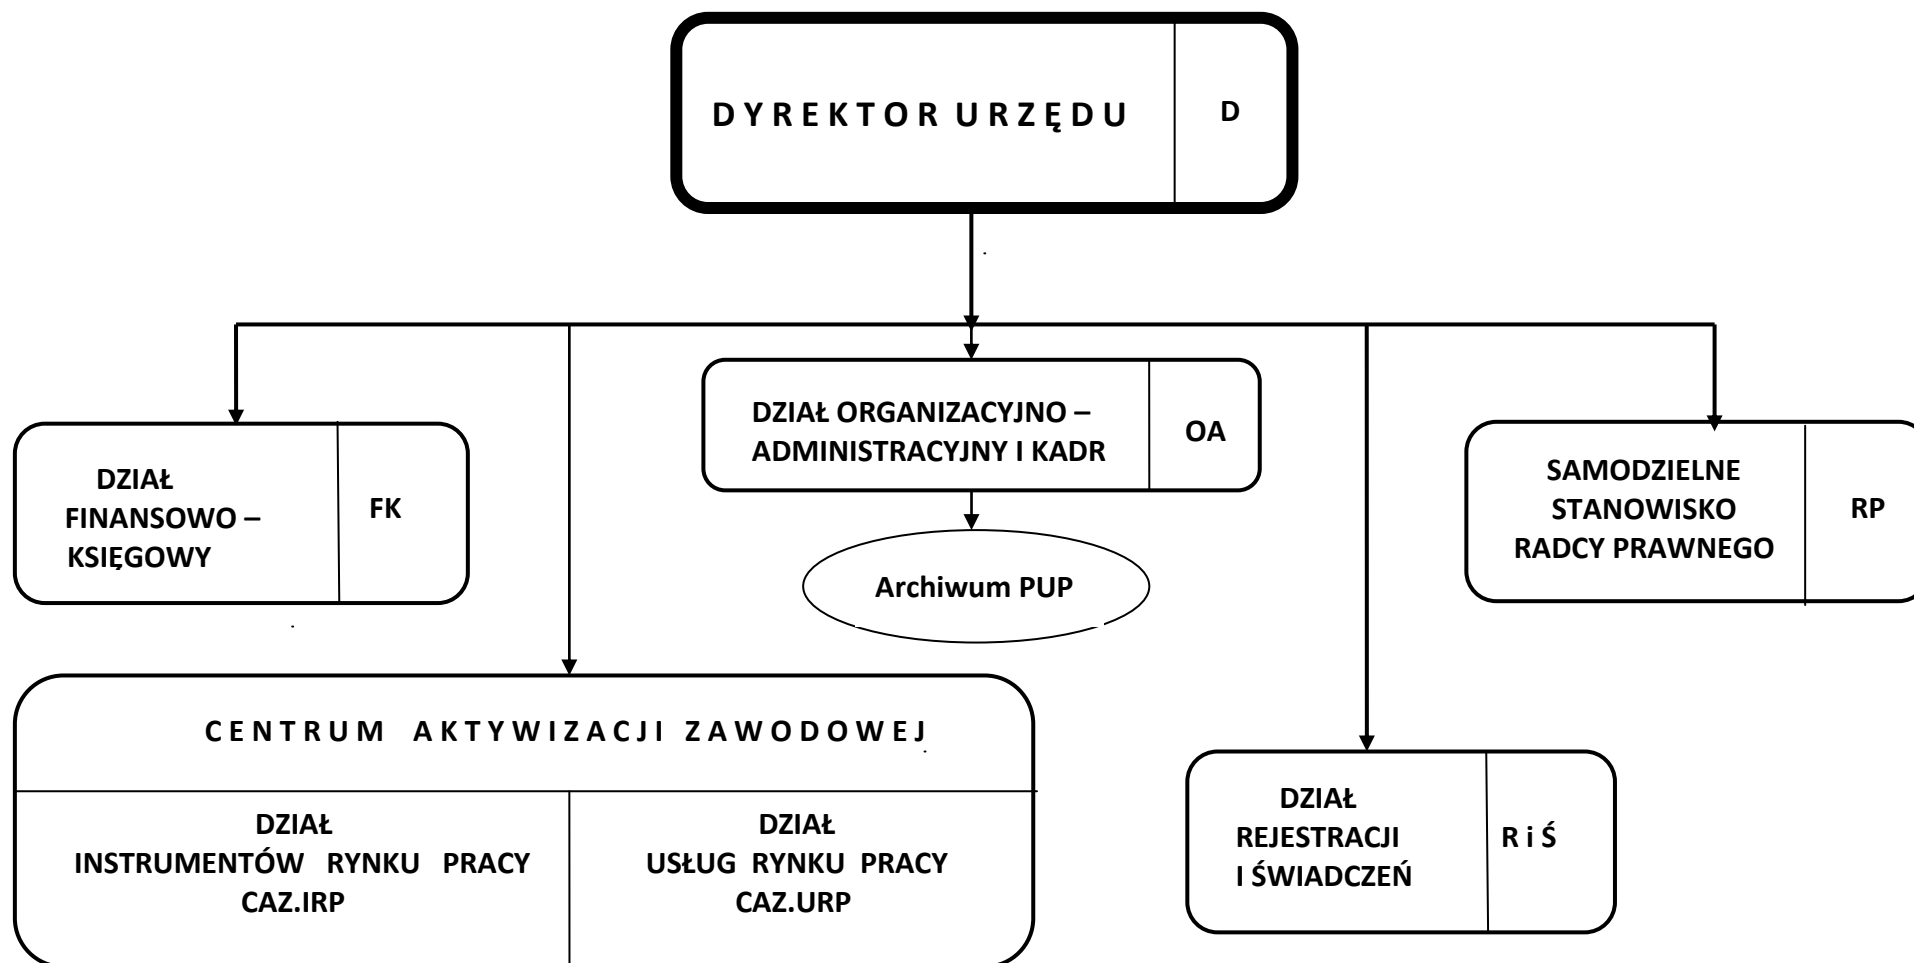 DYREKTOR URZĘDU
D
DZIAŁ ORGANIZACYJNO –
ADMINISTRACYJNY I KADR
OA
DZIAŁ
FINANSOWO –
KSIĘGOWY
FK
SAMODZIELNE
STANOWISKO
RADCY PRAWNEGO
RP
Archiwum PUP
CENTRUM AKTYWIZACJI ZAWODOWEJ
DZIAŁ
INSTRUMENTÓW RYNKU PRACY
CAZ.IRP
DZIAŁ
USŁUG RYNKU PRACY
CAZ.URP
DZIAŁ
REJESTRACJI
I ŚWIADCZEŃ
R i Ś